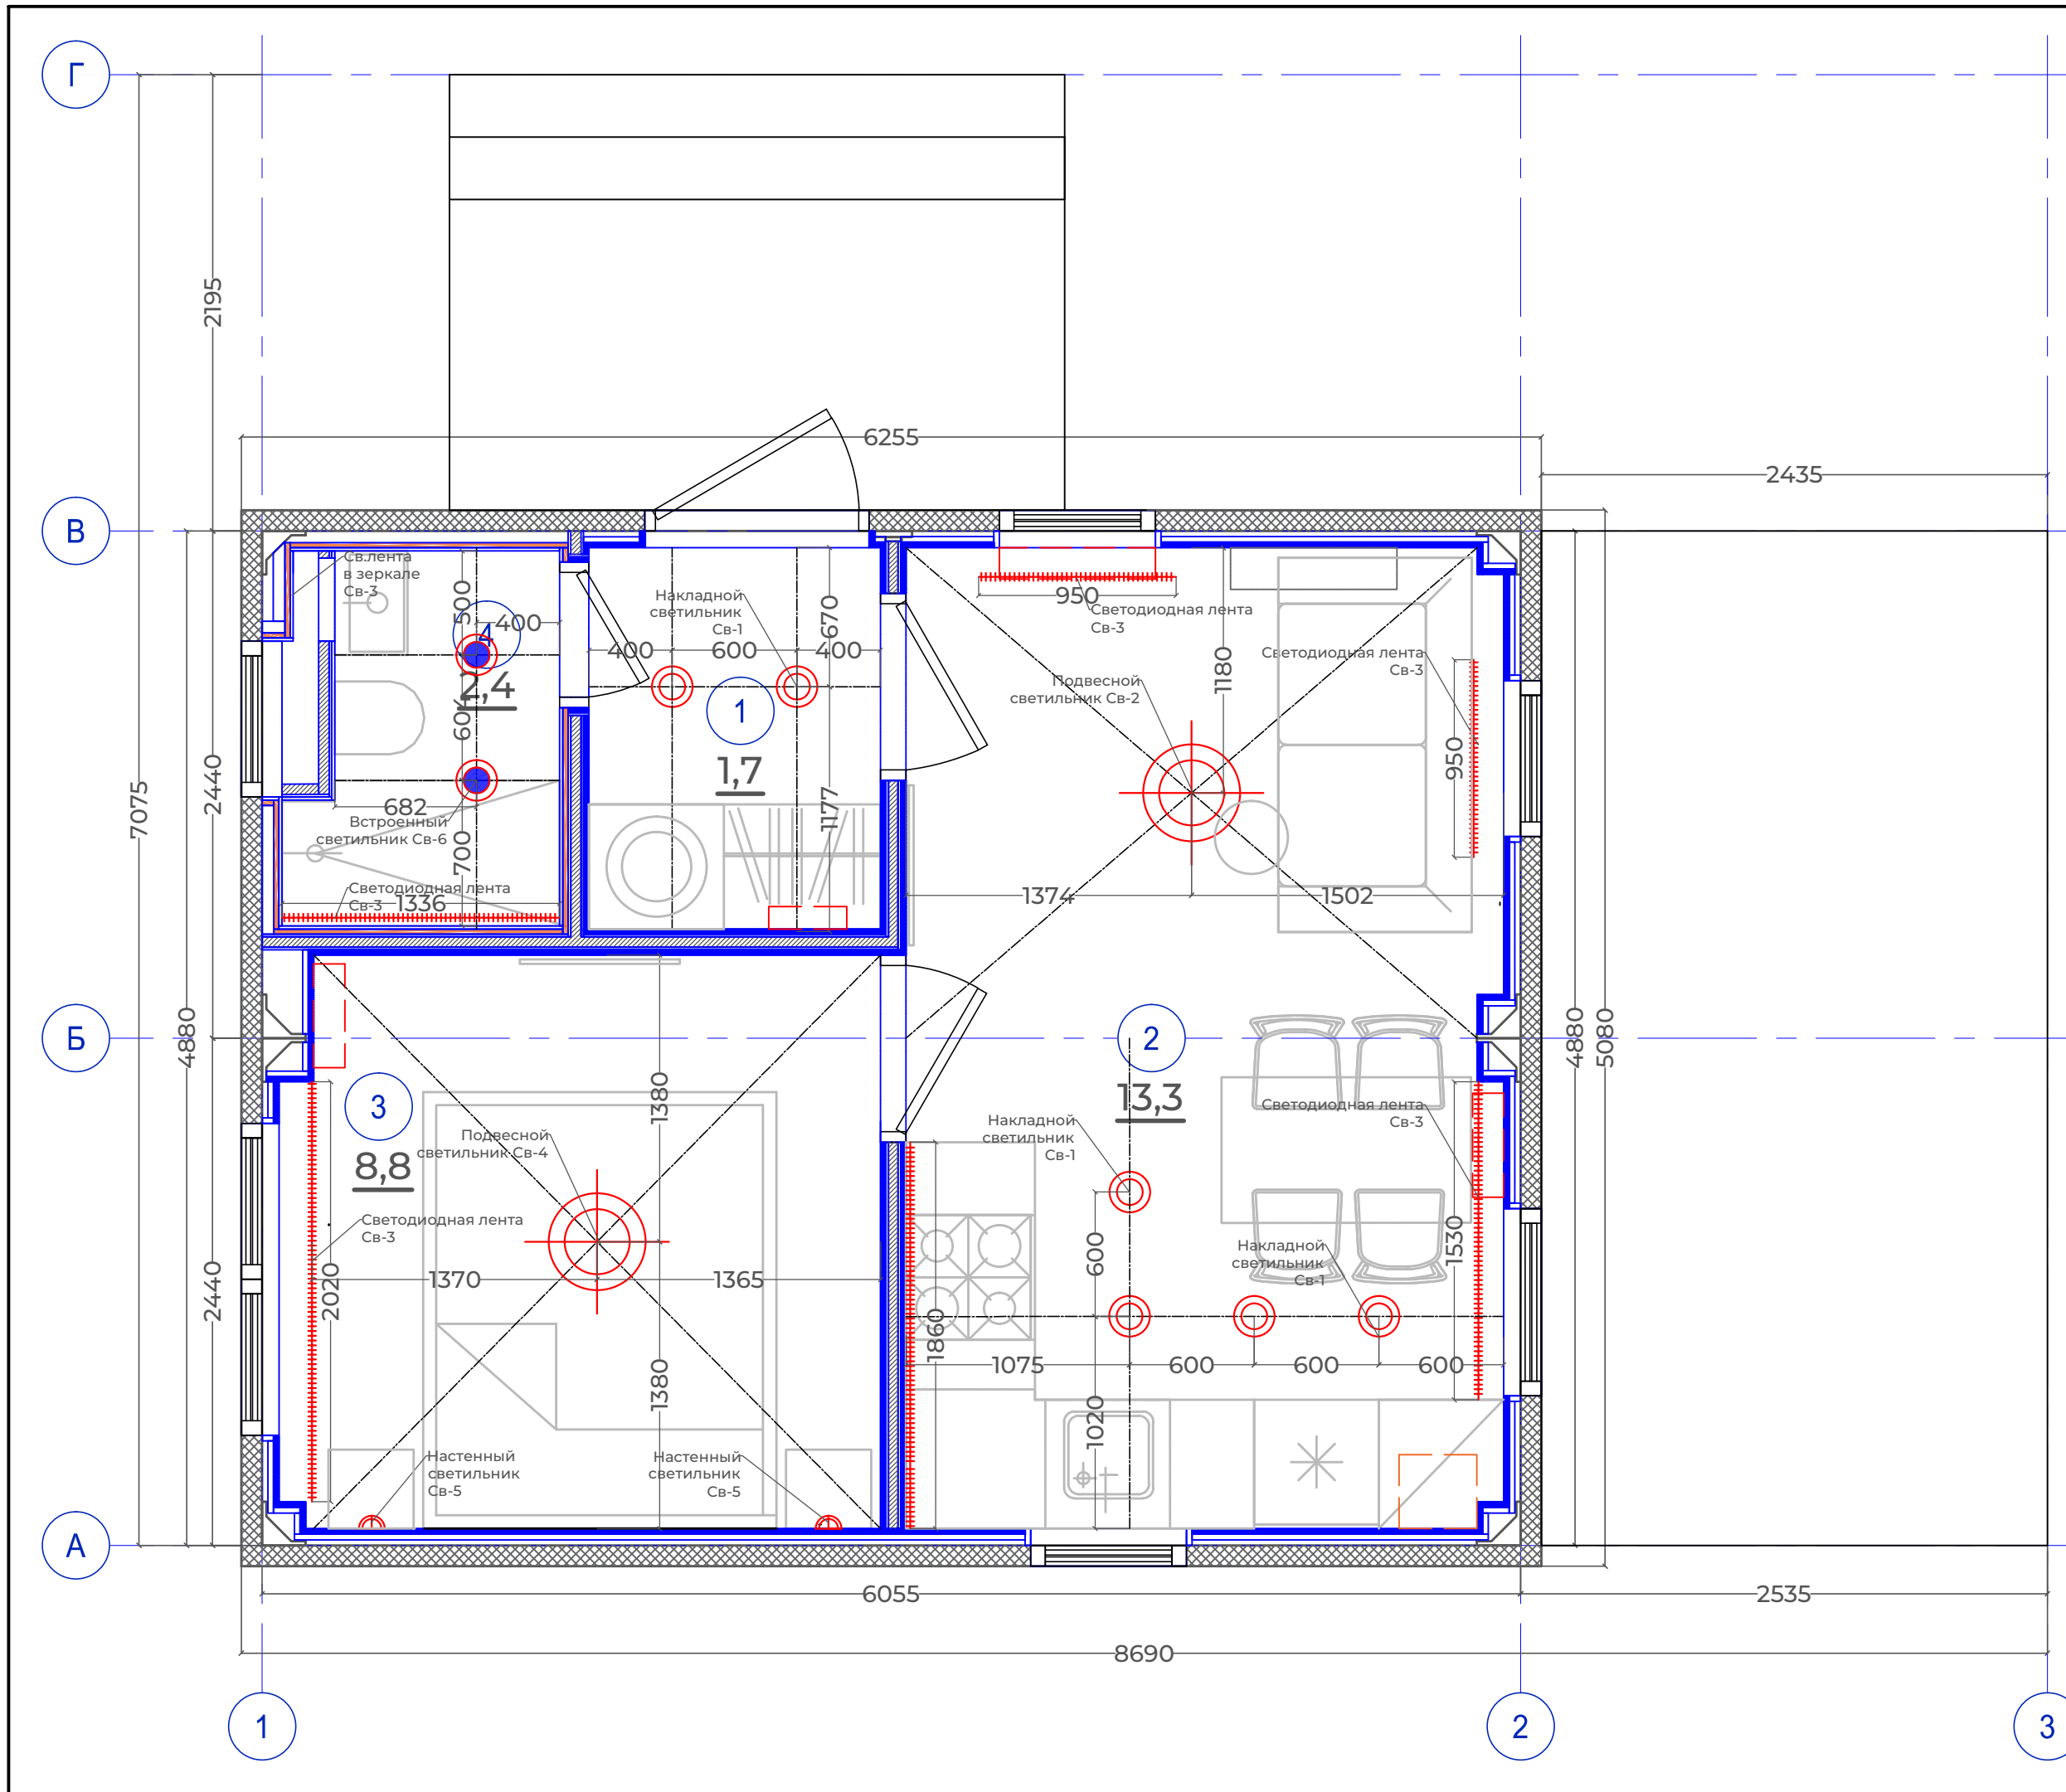 Г
2195
6255
2435
В
Св.лента
в зеркале
Св-3
500
400
4
2,4
604
682
Встроенный
светильник Св-6
700
Светодиодная лента
Св-3
1336
Накладной
светильник
Св-1
670
400
600
400
1
1,7
1177
950
Светодиодная лента
Св-3
1180
Светодиодная лента
Св-3
Подвесной
светильник Св-2
950
1374
1502
7075
2440
4880
Б
2440
3
8,8
1380
Подвесной
светильник Св-4
Светодиодная лента
Св-3
2020
1370
1365
1380
Настенный
светильник
Св-5
Настенный
светильник
Св-5
2
13,3
Накладной
светильник
Св-1
Светодиодная лента
Св-3
600
Накладной
светильник
Св-1
1530
1860
1075
600
600
600
1020
4880
5080
А
6055
2535
8690
1
2
3